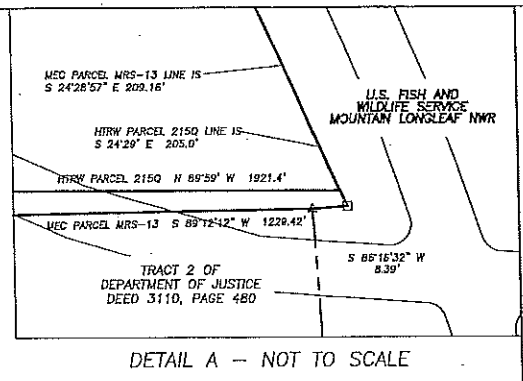 MEC PARCEL MRS-13 LINE IS
S 24°28'57" E 209.16'
U.S. FISH AND
WILDLIFE SERVICE
MOUNTAIN LONGLEAF NWR
HTRW PARCEL 215Q LINE IS
S 24°29' E 205.0'
HTRW PARCEL 215Q N 89°59' W 1921.4'
MEC PARCEL MRS-13 S 89°12'12" W 1229.42'
S 86°16'32" W
8.39'
TRACT 2 OF
DEPARTMENT OF JUSTICE
DEED 3110, PAGE 480
DETAIL A - NOT TO SCALE